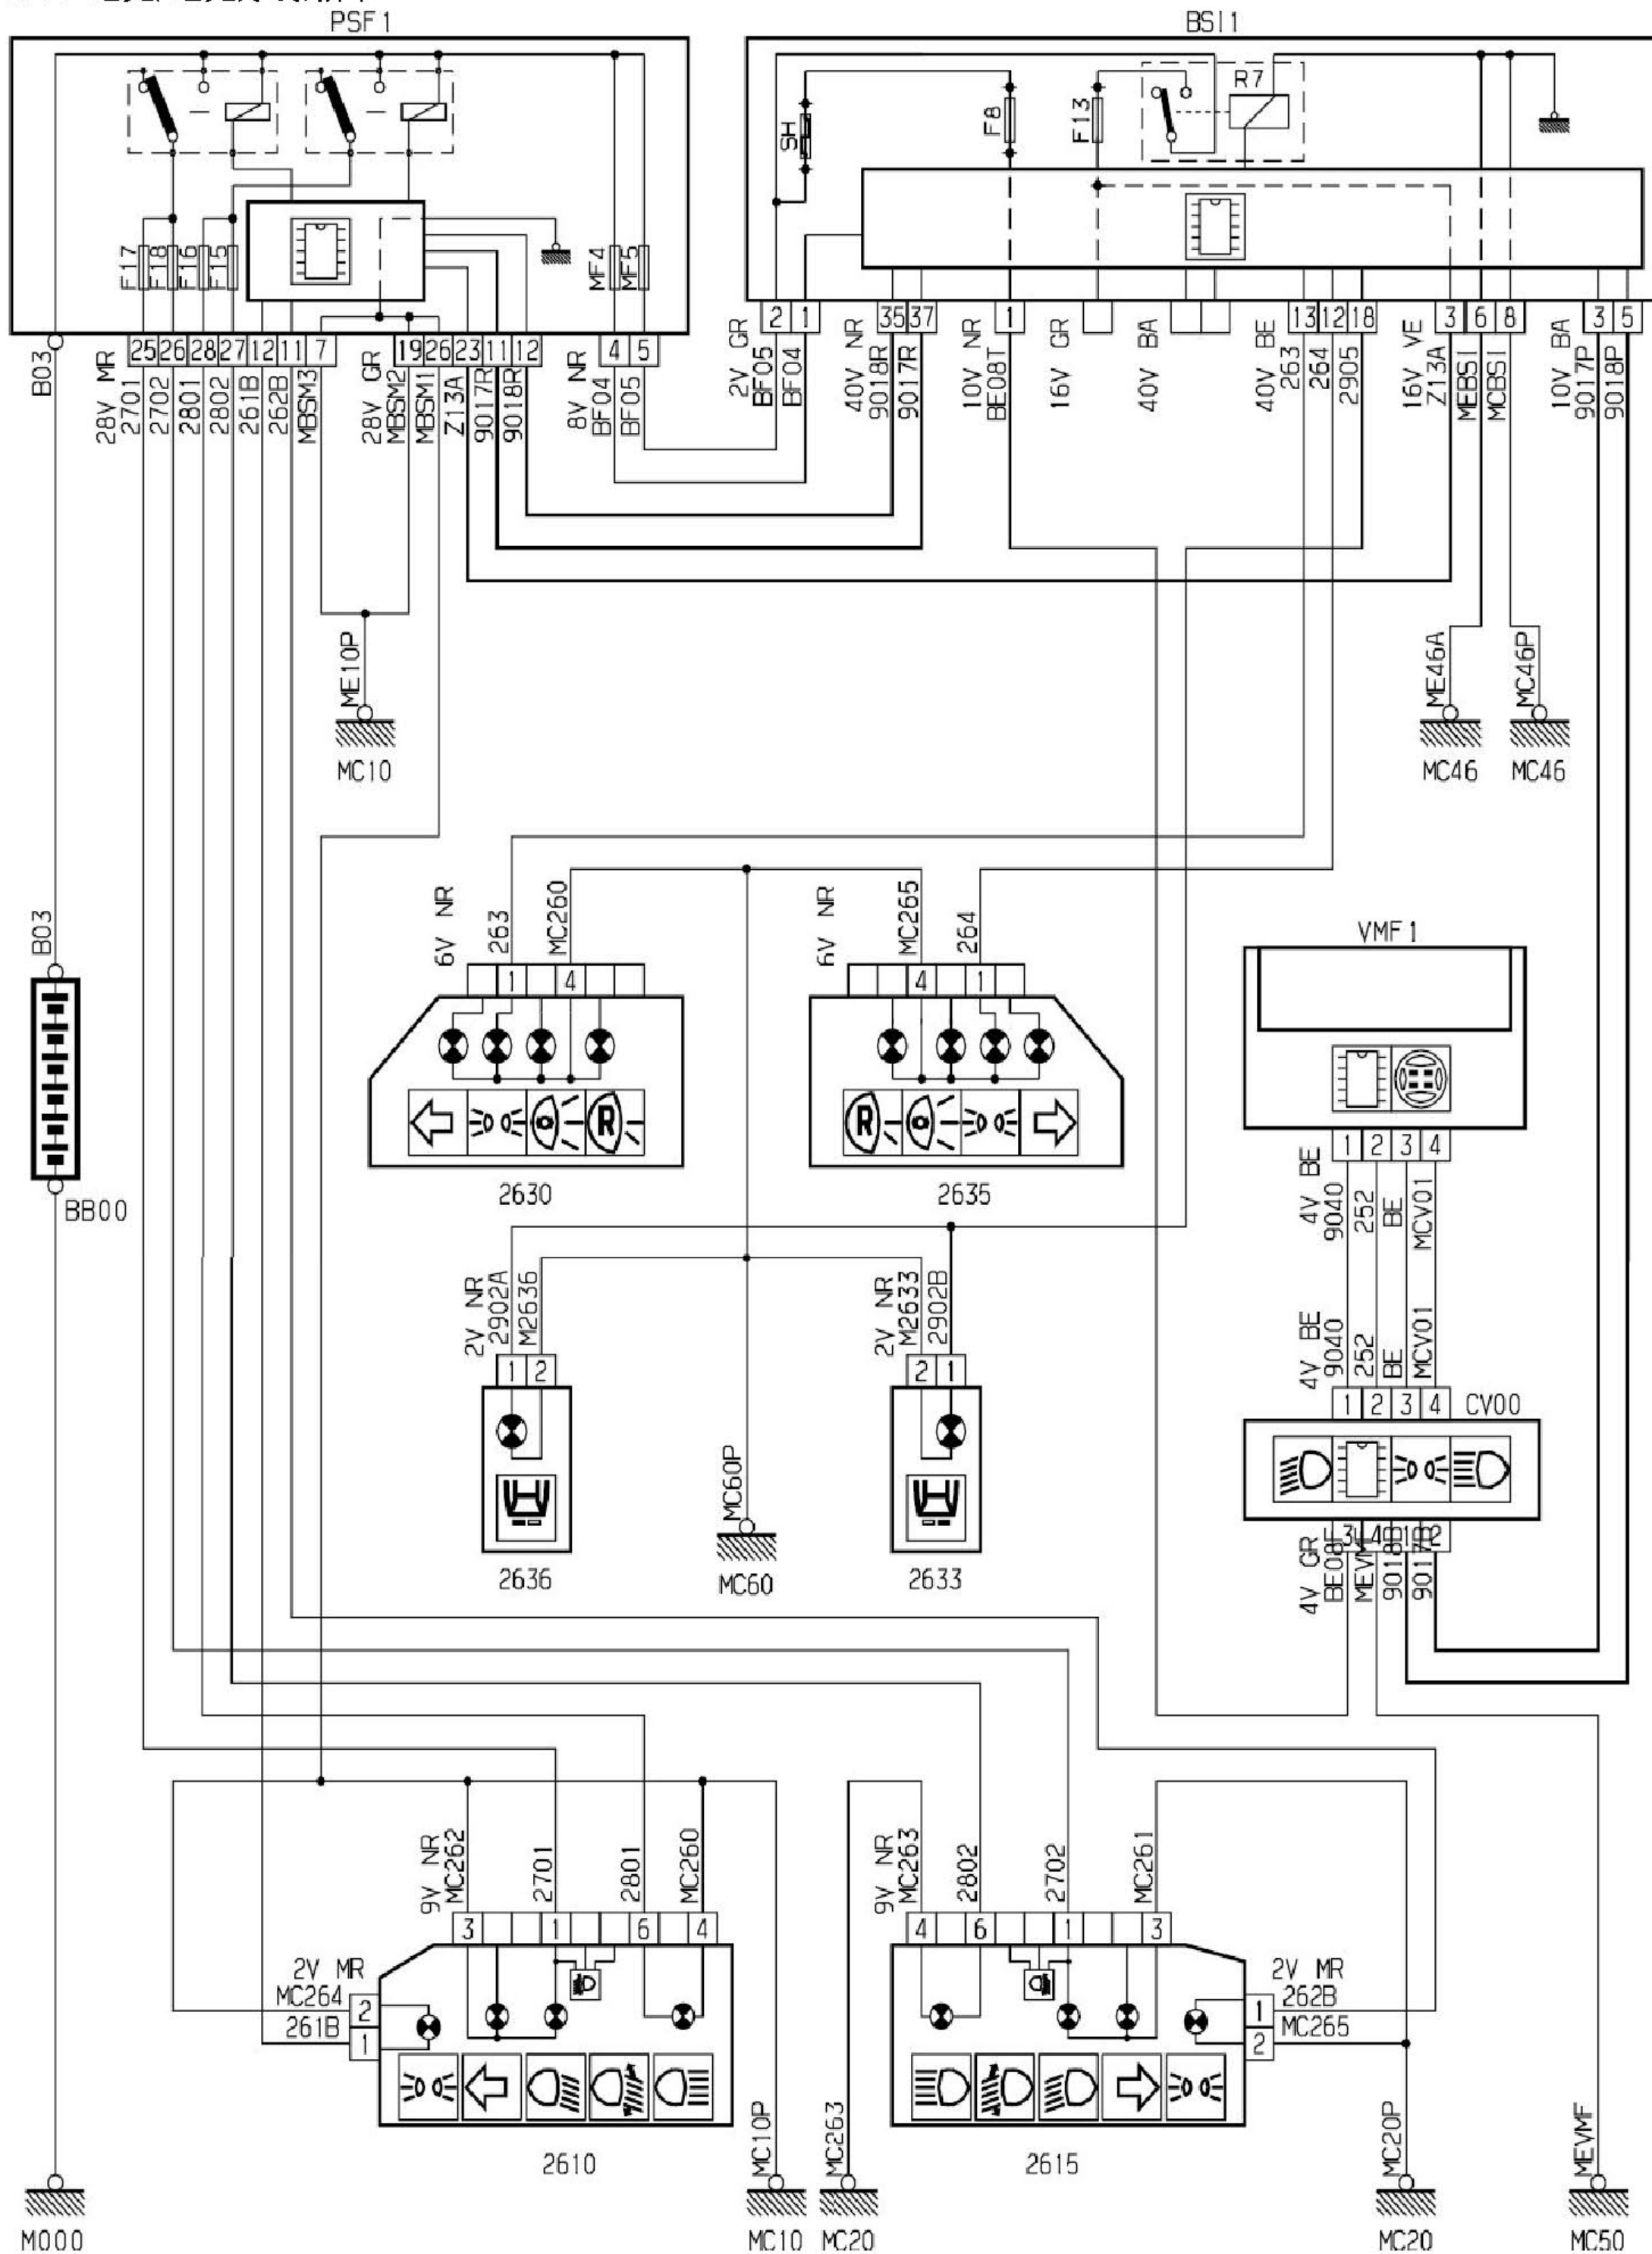 PSF1
BSI1
R7
SH
F8
F13
F17
F18
F16
F15
MF4
MF5
25 26 28 27 12 11 7
19 26 23 11 12
4 5
2 1
35 37
1
13 12 18
3 6 8
3 5
B03
28V MR
2701
2702
2801
2802
261B
262B
MBSM3
28V GR
MBSM2
MBSM1
Z13A
9017R
9018R
8V NR
BF04
BF05
2V GR
BF05
BF04
40V NR
9018R
9017R
10V NR
BE08T
16V GR
40V BA
40V BE
263
264
2905
16V VE
Z13A
MEBSI
MCBSI
10V BA
9017P
9018P
ME10P
MC10
ME46A
MC46P
MC46
MC46
B03
BB00
6V NR
263
MC260
1 4
R
2630
6V NR
MC265
264
4 1
R
2635
VMF1
1 2 3 4
4V BE
9040
252
BE
MCV01
4V BE
9040
252
BE
MCV01
1 2 3 4
CV00
3 4 1 2
4V GR
9018B
9017B
2V NR
2902A
M2636
1 2
2636
MC60P
MC60
2V NR
M2633
2902B
2 1
2633
9V NR
MC262
2701
2801
MC260
3 1 6 4
2V MR
MC264
2
261B
1
2610
9V NR
MC263
2802
2702
MC261
4 6 1 3
2V MR
262B
1
MC265
2
2615
MC10P
MC263
MC20P
MEVMF
M000
MC10
MC20
MC20
MC50